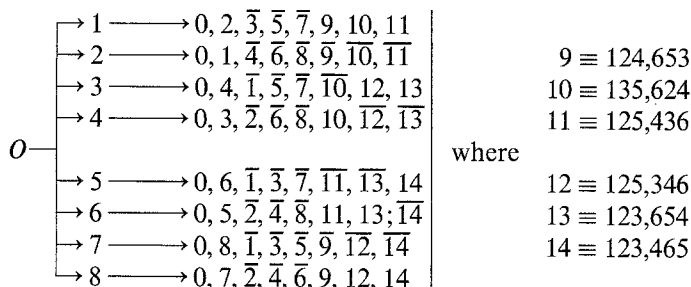 → 1 → 0, 2, 3̅, 5̅, 7̅, 9, 10, 11
→ 2 → 0, 1, 4̅, 6̅, 8̅, 9̅, 1̅0̅, 1̅1̅ 9 ≡ 124,653
→ 3 → 0, 4, 1̅, 5̅, 7̅, 1̅0̅, 12, 13 10 ≡ 135,624
→ 4 → 0, 3, 2̅, 6̅, 8̅, 10, 1̅2̅, 1̅3̅ 11 ≡ 125,436
O where
→ 5 → 0, 6, 1̅, 3̅, 7̅, 1̅1̅, 1̅3̅, 14 12 ≡ 125,346
→ 6 → 0, 5, 2̅, 4̅, 8̅, 11, 13; 1̅4̅ 13 ≡ 123,654
→ 7 → 0, 8, 1̅, 3̅, 5̅, 9̅, 1̅2̅, 1̅4̅ 14 ≡ 123,465
→ 8 → 0, 7, 2̅, 4̅, 6̅, 9, 12, 14